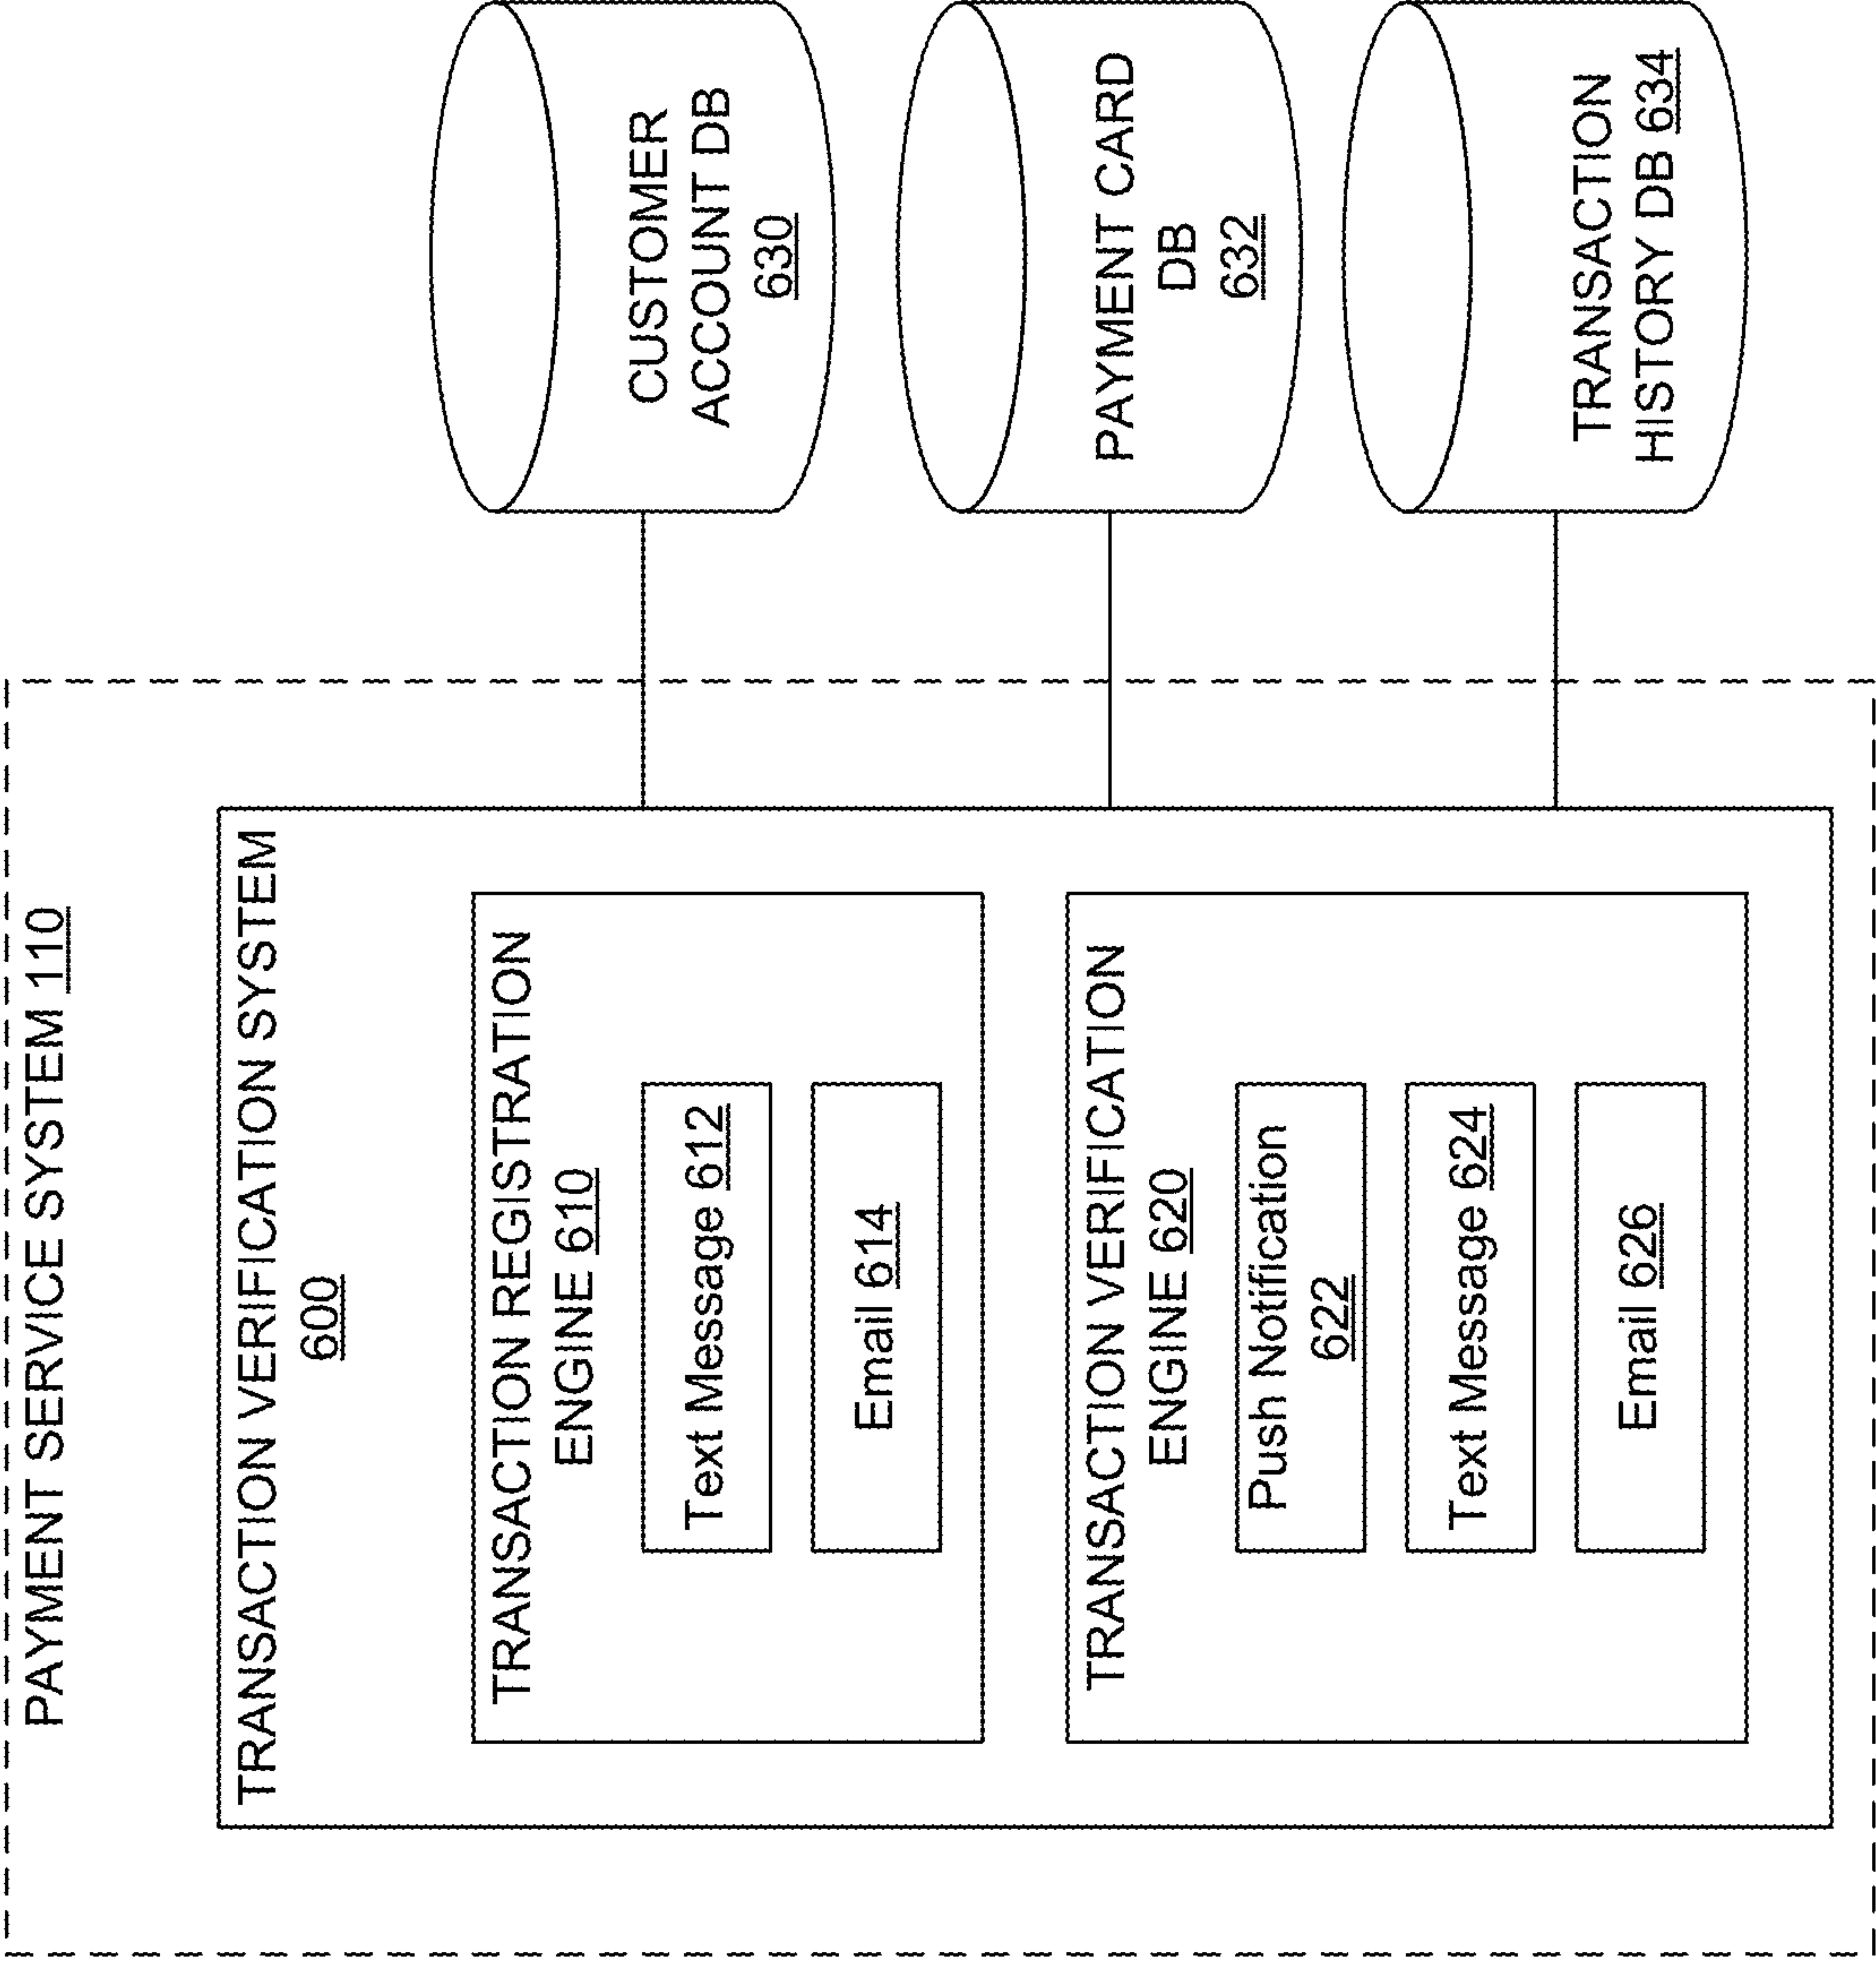 PAYMENT SERVICE SYSTEM 110
TRANSACTION VERIFICATION SYSTEM
600
TRANSACTION REGISTRATION
ENGINE 610
Text Message 612
Email 614
TRANSACTION VERIFICATION
ENGINE 620
Push Notification
622
Text Message 624
Email 626
CUSTOMER
ACCOUNT DB
630
PAYMENT CARD
DB
632
TRANSACTION
HISTORY DB 634